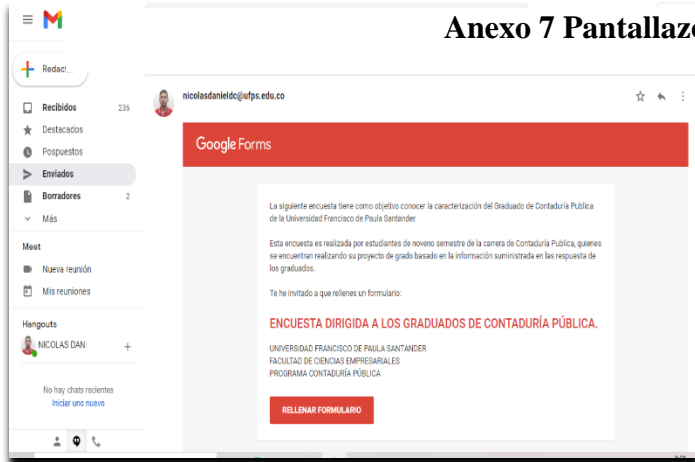 Anexo 7 Pantallazo
Redact
Recibidos 236
Destacados
Pospuestos
Enviados
Borradores 2
Más
Meet
Nueva reunión
Mis reuniones
Hangouts
NICOLAS DAN
No hay chats recientes
Iniciar uno nuevo
nicolasdanieldc@ufps.edu.co
Google Forms
La siguiente encuesta tiene como objetivo conocer la caracterización del Graduado de Contaduría Publica
de la Universidad Francisco de Paula Santander.
Esta encuesta es realizada por estudiantes de noveno semestre de la carrera de Contaduría Publica, quienes
se encuentran realizando su proyecto de grado basado en la información suministrada en las respuesta de
los graduados.
Te he invitado a que rellenes un formulario:
ENCUESTA DIRIGIDA A LOS GRADUADOS DE CONTADURÍA PÚBLICA.
UNIVERSIDAD FRANCISCO DE PAULA SANTANDER
FACULTAD DE CIENCIAS EMPRESARIALES
PROGRAMA CONTADURÍA PÚBLICA
RELLENAR FORMULARIO